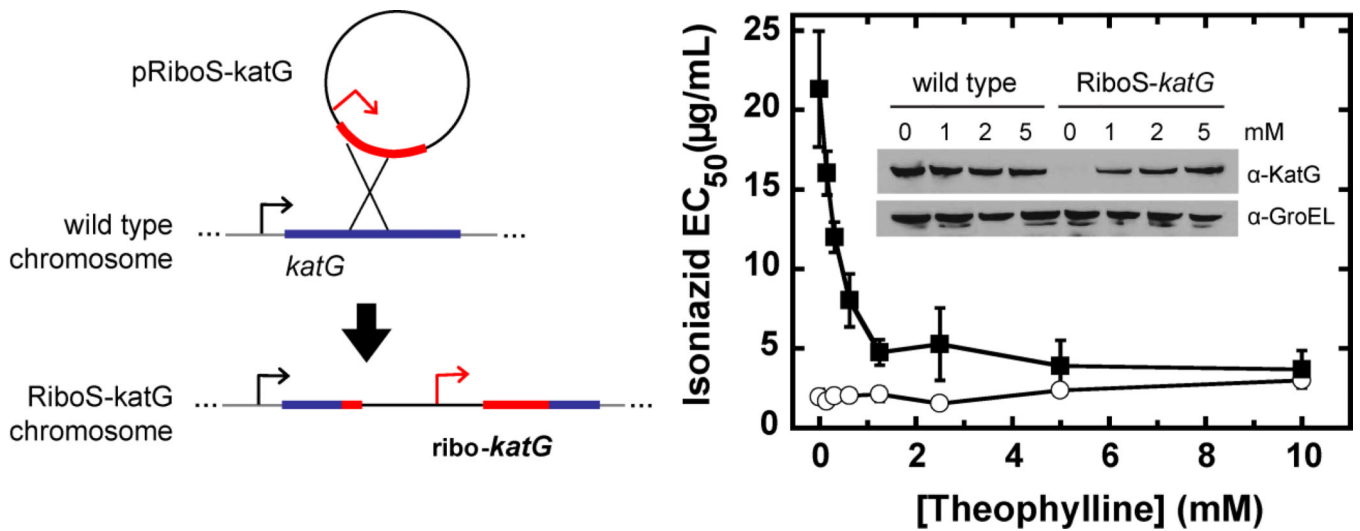 pRiboS-katG
wild type
chromosome
...
...
katG
RiboS-katG
chromosome
...
...
ribo-katG
25
20
15
10
5
0
Isoniazid EC50(µg/mL)
wild type
RiboS-katG
0 1 2 5 0 1 2 5 mM
α-KatG
α-GroEL
0 2 4 6 8 10
[Theophylline] (mM)